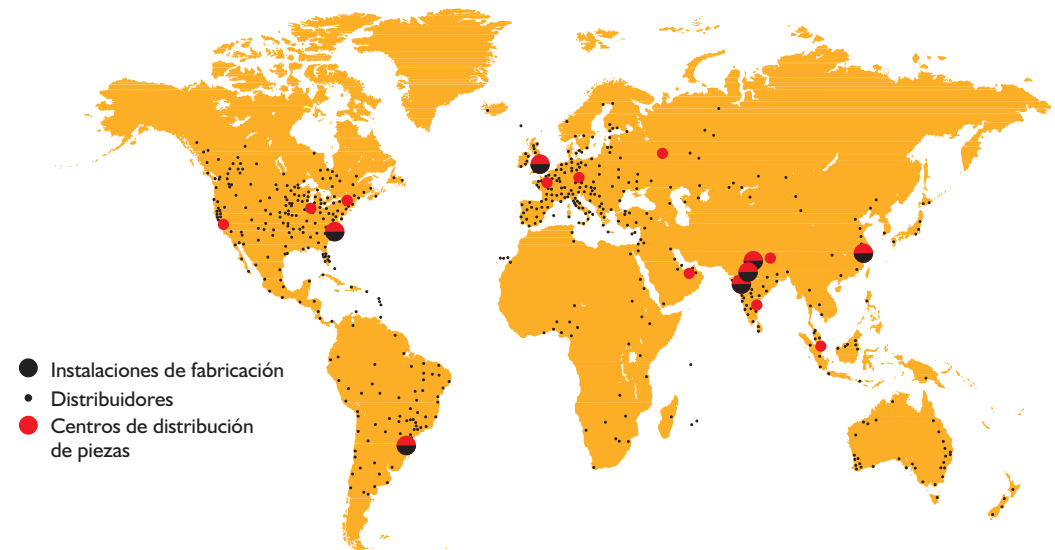 Instalaciones de fabricación
Distribuidores
Centros de distribución
de piezas